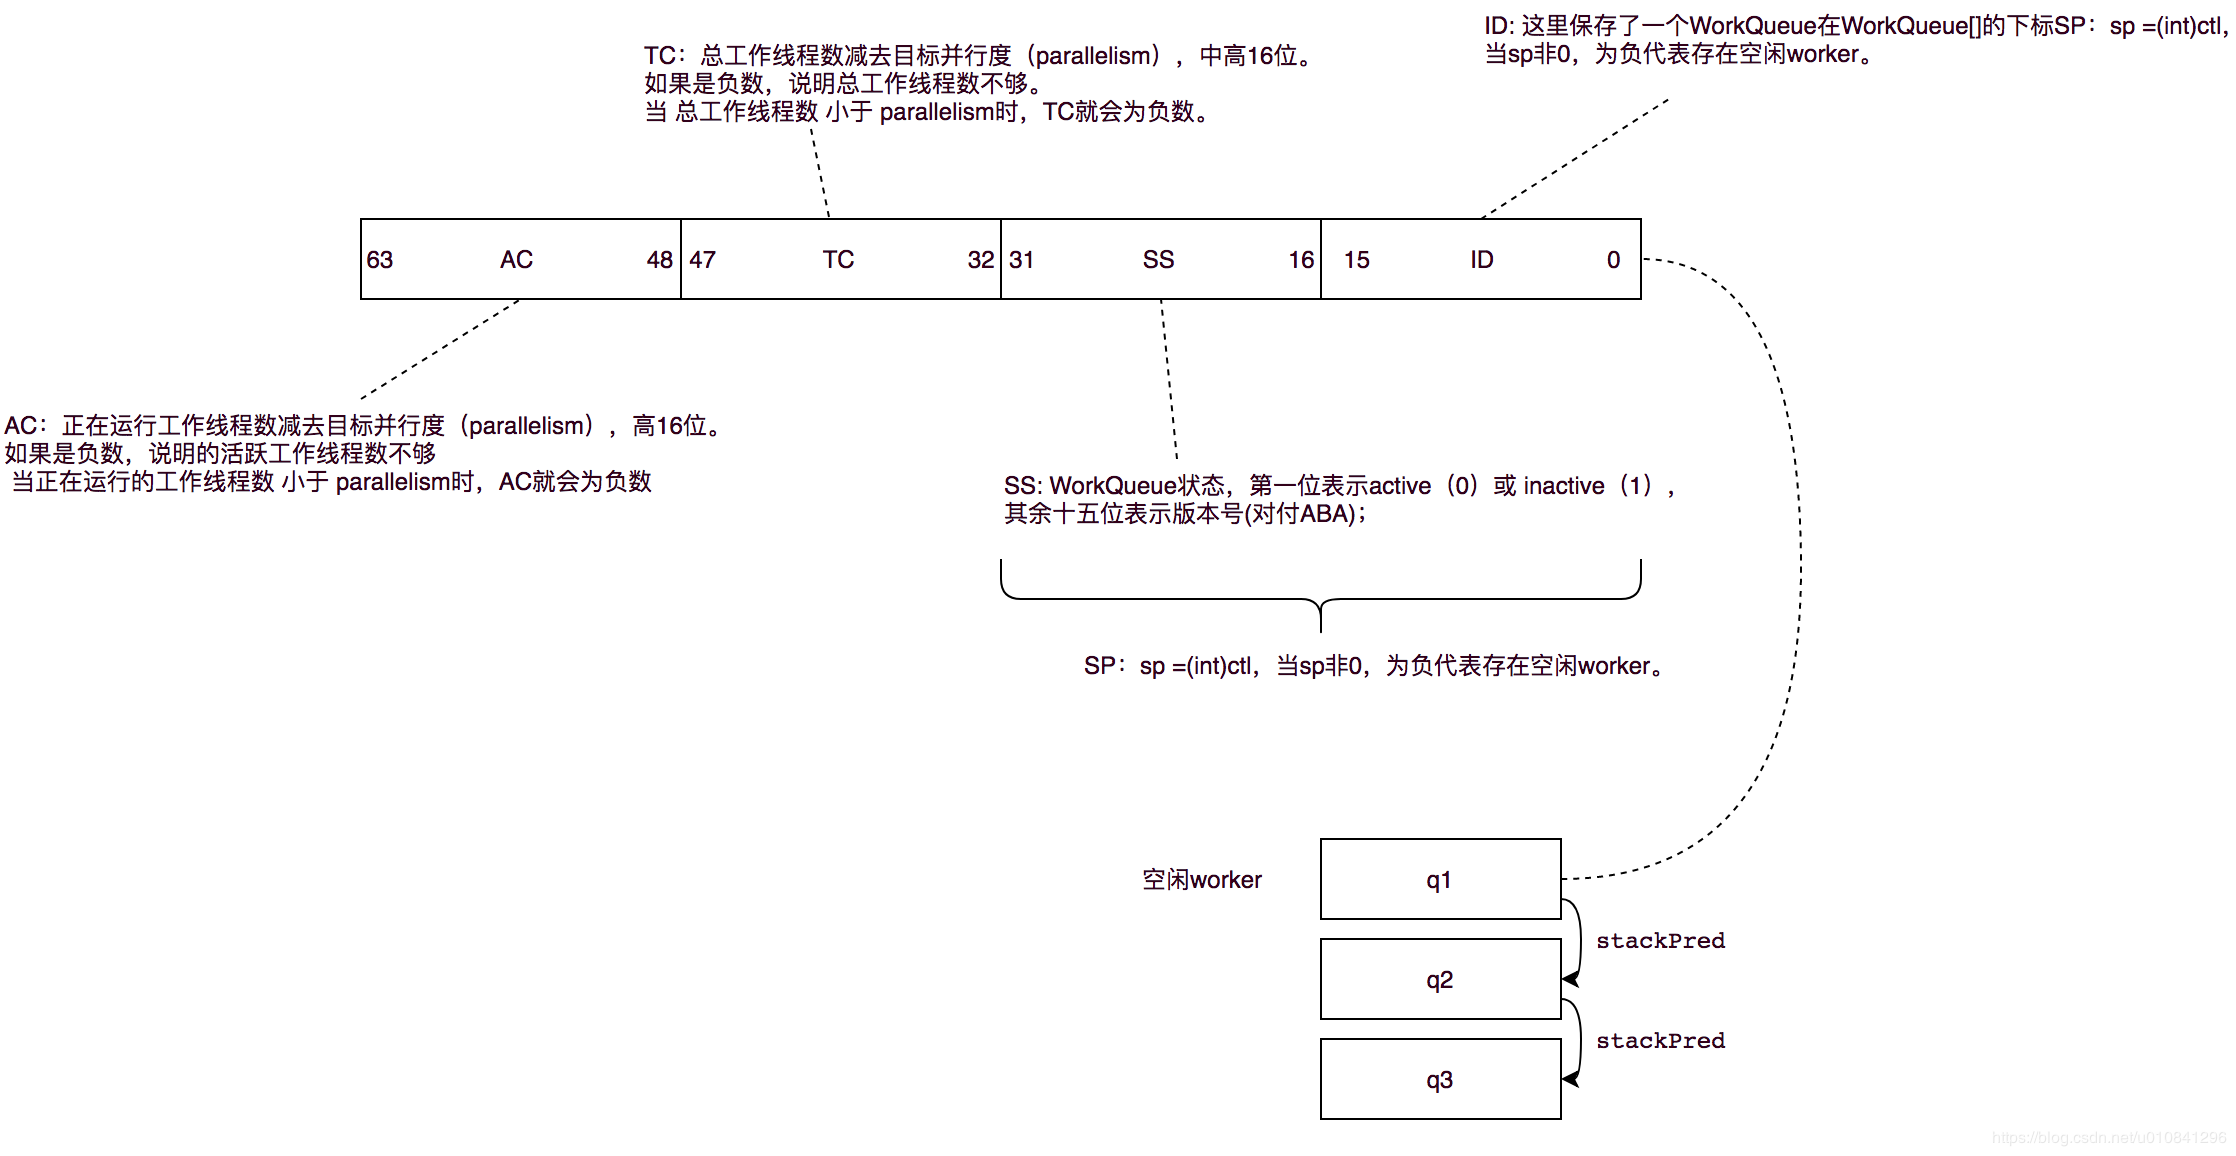 ID: 这里保存了一个WorkQueue在WorkQueue[]的下标SP：sp =(int)ctl,
当sp非0，为负代表存在空闲worker。
TC：总工作线程数减去目标并行度（parallelism），中高16位。
如果是负数，说明总工作线程数不够。
当 总工作线程数 小于 parallelism时，TC就会为负数。
63 AC 48 47 TC 32 31 SS 16 15 ID 0
AC：正在运行工作线程数减去目标并行度（parallelism），高16位。
如果是负数，说明的活跃工作线程数不够
当正在运行的工作线程数 小于 parallelism时，AC就会为负数
SS: WorkQueue状态，第一位表示active（0）或 inactive（1），
其余十五位表示版本号(对付ABA)；
SP：sp =(int)ctl，当sp非0，为负代表存在空闲worker。
空闲worker
q1
stackPred
q2
stackPred
q3
https://blog.csdn.net/u010841296